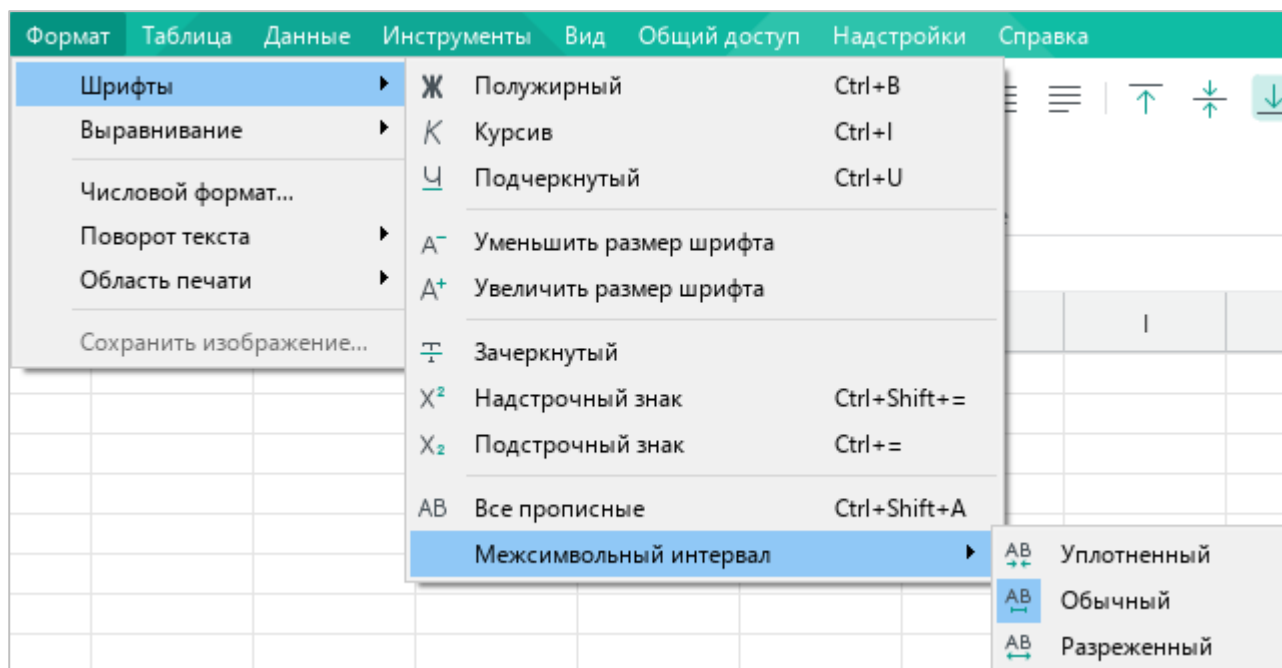 Формат Таблица Данные Инструменты Вид Общий доступ Надстройки Справка
Шрифты
Выравнивание
Числовой формат...
Поворот текста
Область печати
Сохранить изображение...
Ж Полужирный Ctrl+B
К Курсив Ctrl+I
Ч Подчеркнутый Ctrl+U
A⁻ Уменьшить размер шрифта
A⁺ Увеличить размер шрифта
Т Зачеркнутый
X² Надстрочный знак Ctrl+Shift+=
X₂ Подстрочный знак Ctrl+=
AB Все прописные Ctrl+Shift+A
Межсимвольный интервал
AB Уплотненный
AB Обычный
AB Разреженный
I